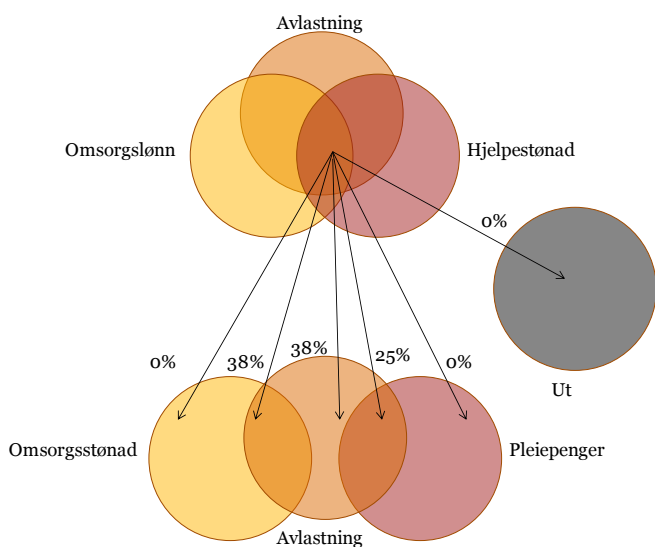 Avlastning
Omsorgslønn
Hjelpestønad
0%
0%
38%
38%
25%
0%
Ut
Omsorgsstønad
Pleiepenger
Avlastning